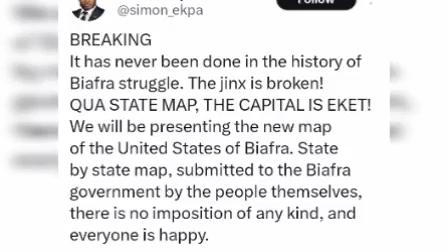 Follow
@simon_ekpa
BREAKING
It has never been done in the history of
Biafra struggle. The jinx is broken!
QUA STATE MAP, THE CAPITAL IS EKET!
We will be presenting the new map
of the United States of Biafra. State
by state map, submitted to the Biafra
government by the people themselves,
there is no imposition of any kind, and
everyone is happy.